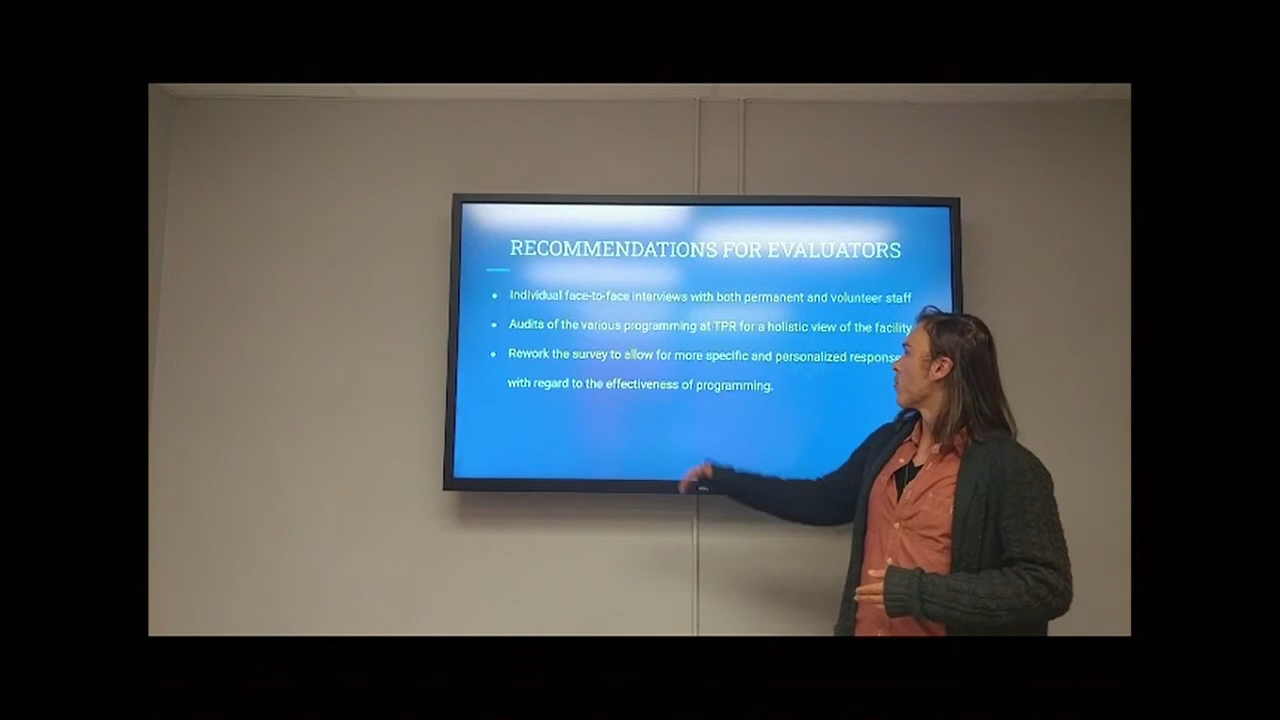 RECOMMENDATIONS FOR EVALUATORS
• Individual face-to-face interviews with both permanent and volunteer staff
• Audits of the various programming at TPR for a holistic view of the facility
• Rework the survey to allow for more specific and personalized response
with regard to the effectiveness of programming.